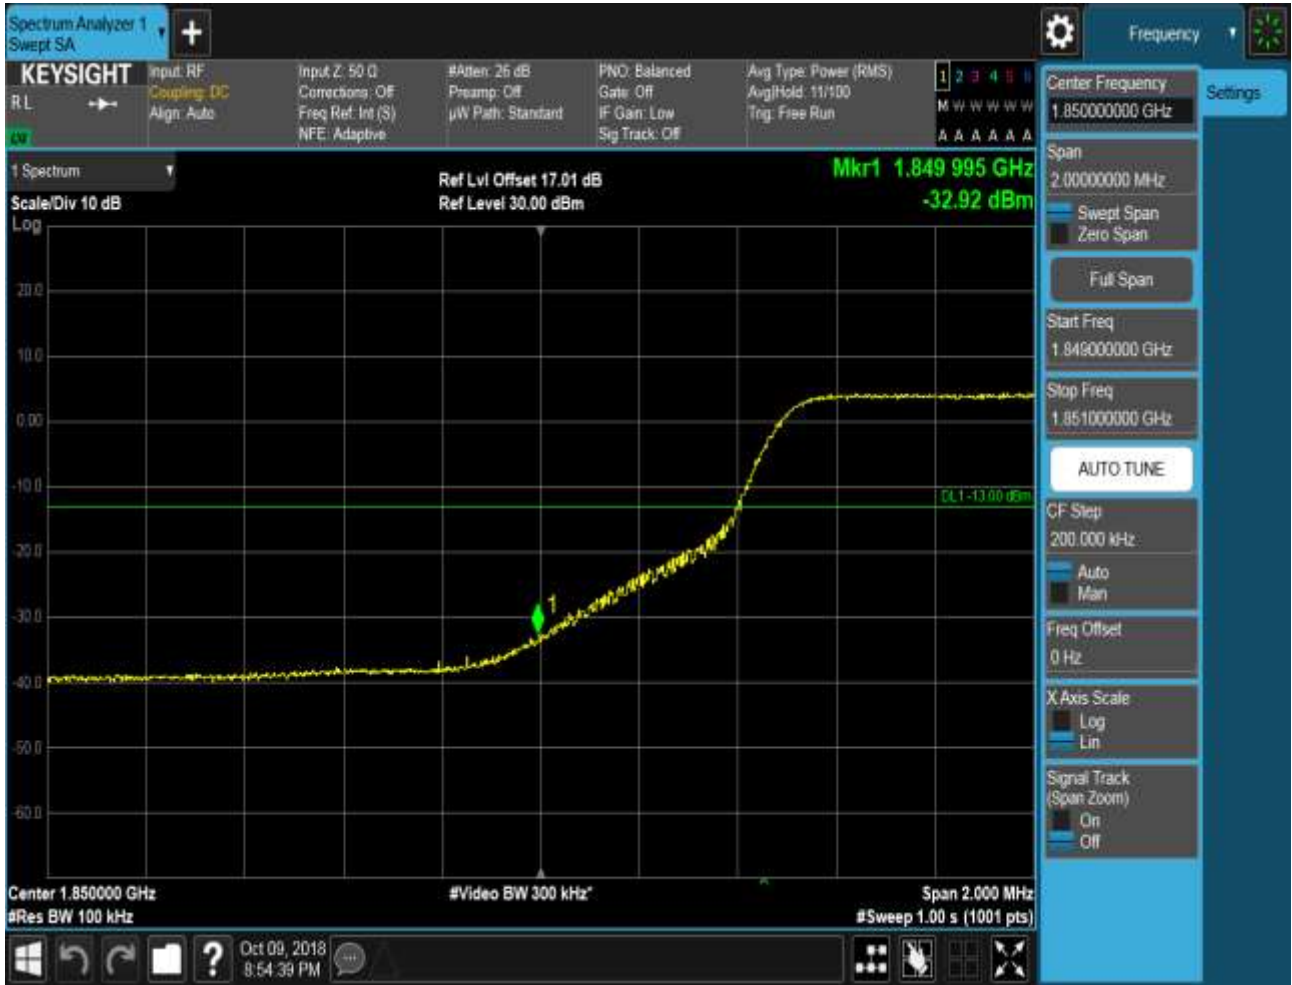 Spectrum Analyzer 1
Swept SA
+
Frequency
KEYSIGHT
RL
LW
Input: RF
Coupling: DC
Align: Auto
Input Z: 50 Ω
Corrections: Off
Freq Ref: Int (S)
NFE: Adaptive
#Atten: 26 dB
Preamp: Off
µW Path: Standard
PNO: Balanced
Gate: Off
IF Gain: Low
Sig Track: Off
Avg Type: Power (RMS)
Avg|Hold: 11/100
Trig: Free Run
1 2 3 4 5 6
M W W W W W
A A A A A A
1 Spectrum
Scale/Div 10 dB
Log
Ref Lvl Offset 17.01 dB
Ref Level 30.00 dBm
Mkr1 1.849 995 GHz
-32.92 dBm
20.0
10.0
0.00
-10.0
-20.0
-30.0
-40.0
-50.0
-60.0
DL1 -13.00 dBm
1
Center 1.850000 GHz
#Res BW 100 kHz
#Video BW 300 kHz*
Span 2.000 MHz
#Sweep 1.00 s (1001 pts)
Center Frequency
1.850000000 GHz
Settings
Span
2.00000000 MHz
Swept Span
Zero Span
Full Span
Start Freq
1.849000000 GHz
Stop Freq
1.851000000 GHz
AUTO TUNE
CF Step
200.000 kHz
Auto
Man
Freq Offset
0 Hz
X Axis Scale
Log
Lin
Signal Track
(Span Zoom)
On
Off
?
Oct 09, 2018
8:54:39 PM